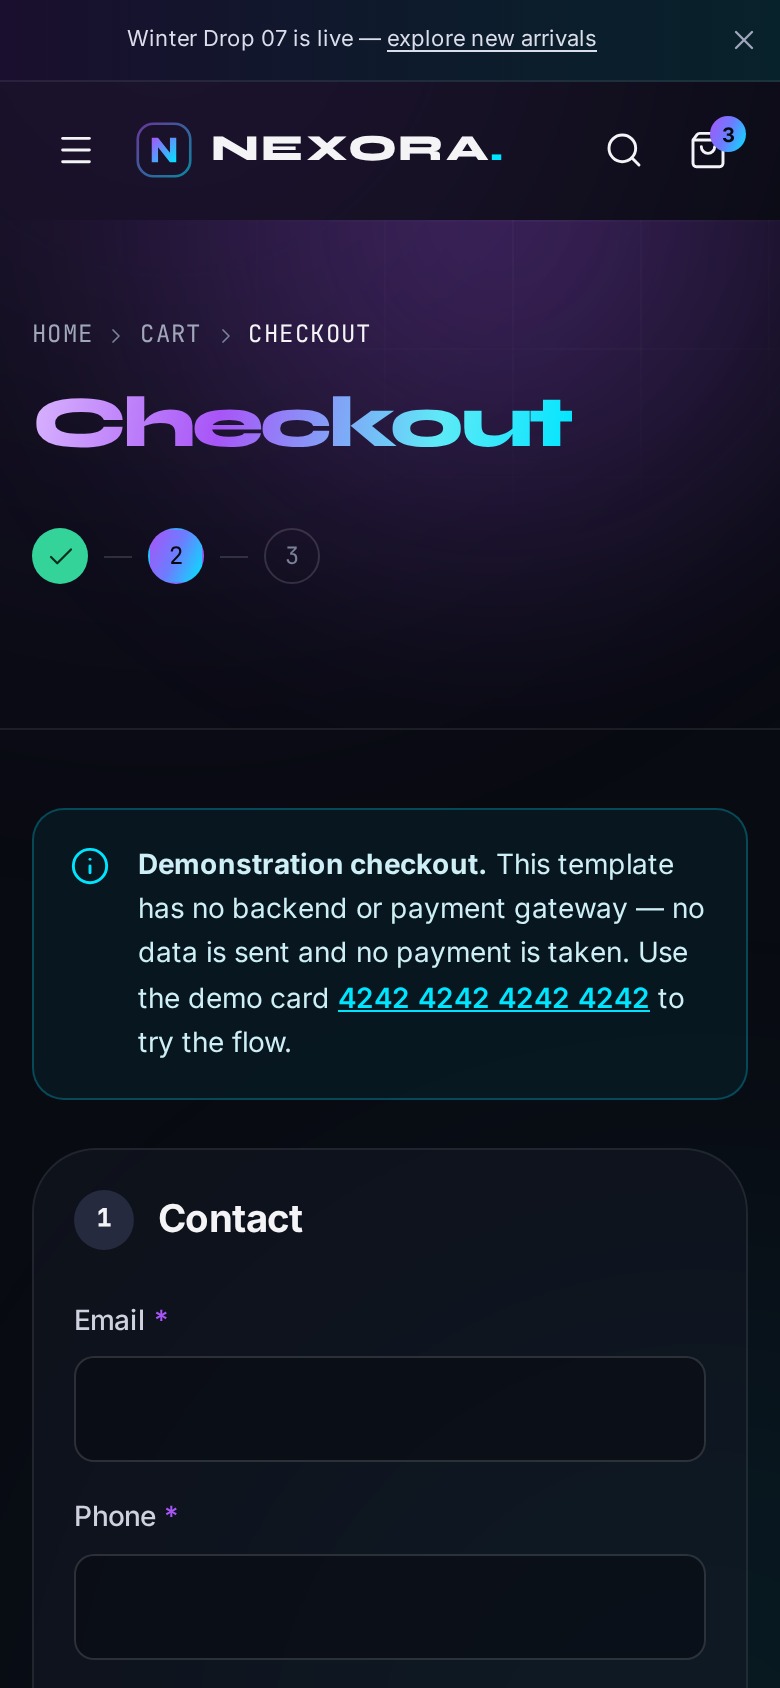 Winter Drop 07 is live — explore new arrivals
N NEXORA.
3
HOME > CART > CHECKOUT
Checkout
2 3
Demonstration checkout. This template
has no backend or payment gateway — no
data is sent and no payment is taken. Use
the demo card 4242 4242 4242 4242 to
try the flow.
1 Contact
Email *
Phone *